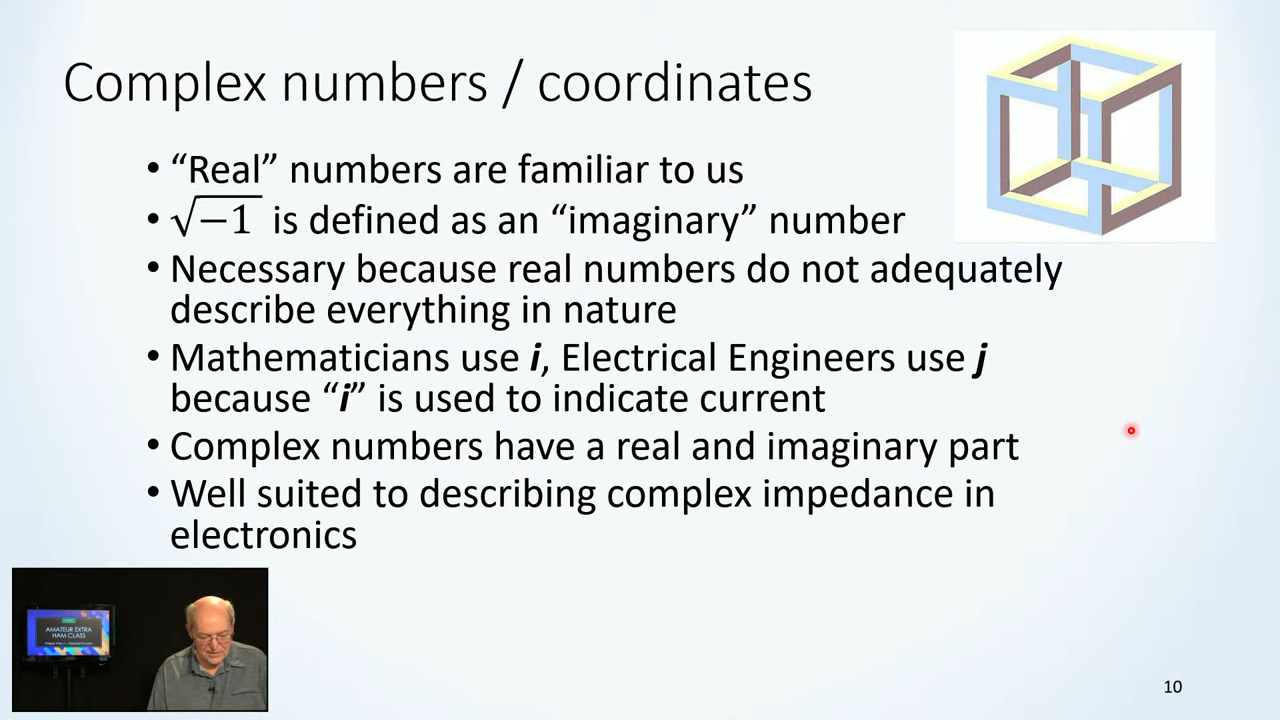 Complex numbers / coordinates
• “Real” numbers are familiar to us
• √−1 is defined as an “imaginary” number
• Necessary because real numbers do not adequately
describe everything in nature
• Mathematicians use i, Electrical Engineers use j
because “i” is used to indicate current
• Complex numbers have a real and imaginary part
• Well suited to describing complex impedance in
electronics
AMATEUR EXTRA
HAM CLASS
10